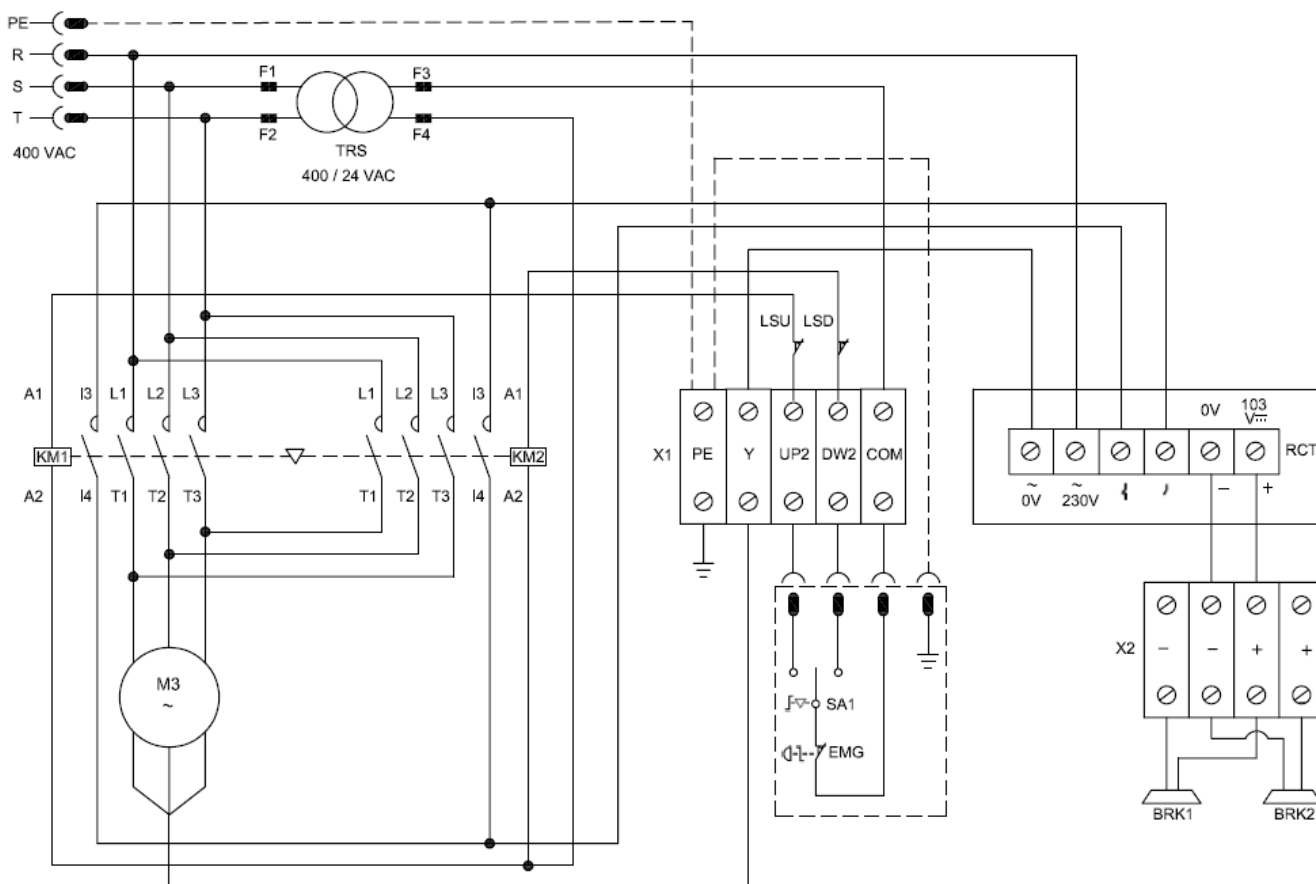 PE
R
S
T
400 VAC
F1
F2
F3
F4
TRS
400 / 24 VAC
LSU
LSD
A1
I3
L1
L2
L3
L1
L2
L3
I3
A1
KM1
KM2
A2
I4
T1
T2
T3
T1
T2
T3
I4
A2
X1
PE
Y
UP2
DW2
COM
0V
103
V
RCT
~
0V
~
230V
−
+
M3
~
SA1
EMG
X2
−
−
+
+
BRK1
BRK2